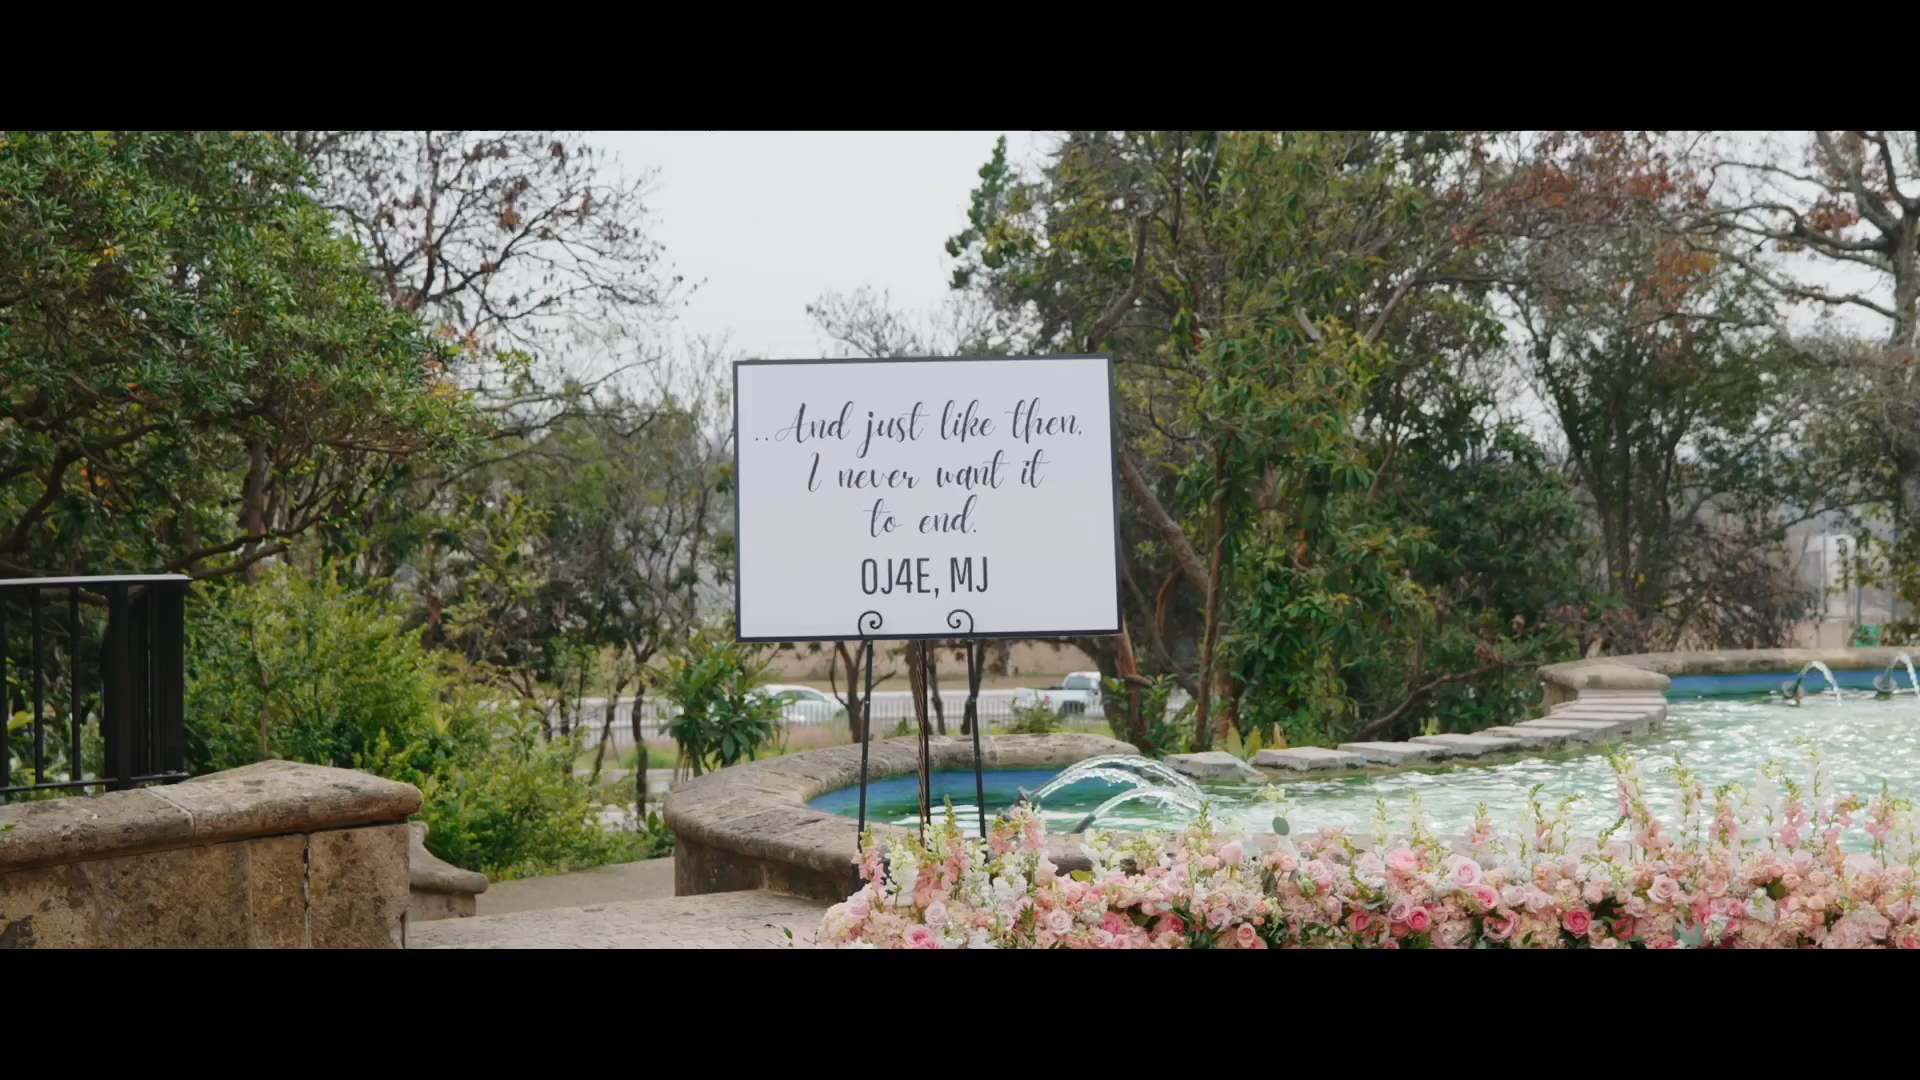 ..And just like then,
I never want it
to end.
OJ4E, MJ